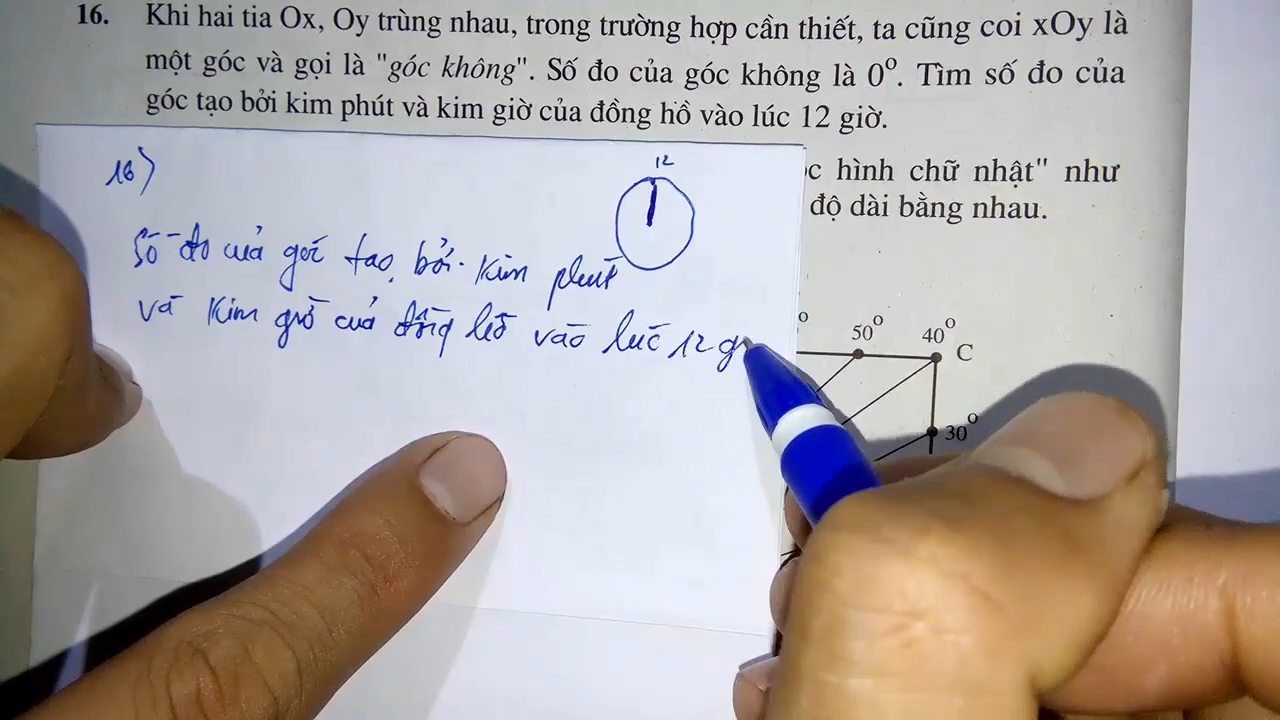 16. Khi hai tia Ox, Oy trùng nhau, trong trường hợp cần thiết, ta cũng coi xOy là
một góc và gọi là "góc không". Số đo của góc không là 0°. Tìm số đo của
góc tạo bởi kim phút và kim giờ của đồng hồ vào lúc 12 giờ.
16)
12
c hình chữ nhật" như
độ dài bằng nhau.
Số đo của góc tạo bởi kim phút
và kim giờ của đồng hồ vào lúc 12 g
50° 40°
C
30°